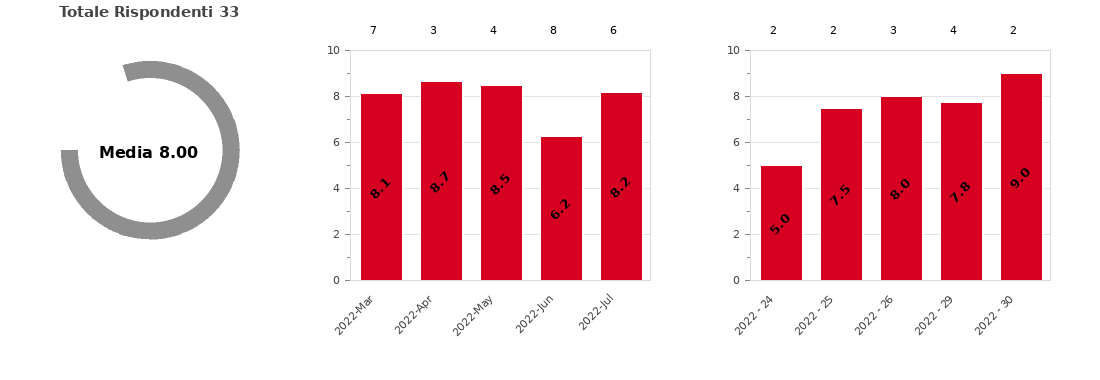 Totale Rispondenti 33
Media 8.00
7 3 4 8 6
10
8
6
4
2
0
8.1 8.7 8.5 6.2 8.2
2022-Mar 2022-Apr 2022-May 2022-Jun 2022-Jul
2 2 3 4 2
10
8
6
4
2
0
5.0 7.5 8.0 7.8 9.0
2022 - 24 2022 - 25 2022 - 26 2022 - 29 2022 - 30